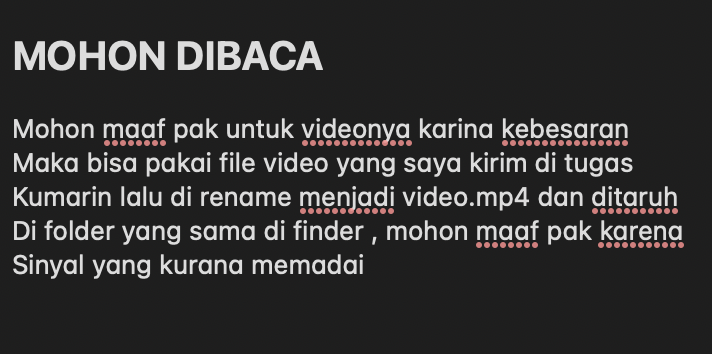 MOHON DIBACA
Mohon maaf pak untuk videonya karina kebesaran
Maka bisa pakai file video yang saya kirim di tugas
Kumarin lalu di rename menjadi video.mp4 dan ditaruh
Di folder yang sama di finder , mohon maaf pak karena
Sinyal yang kurana memadai